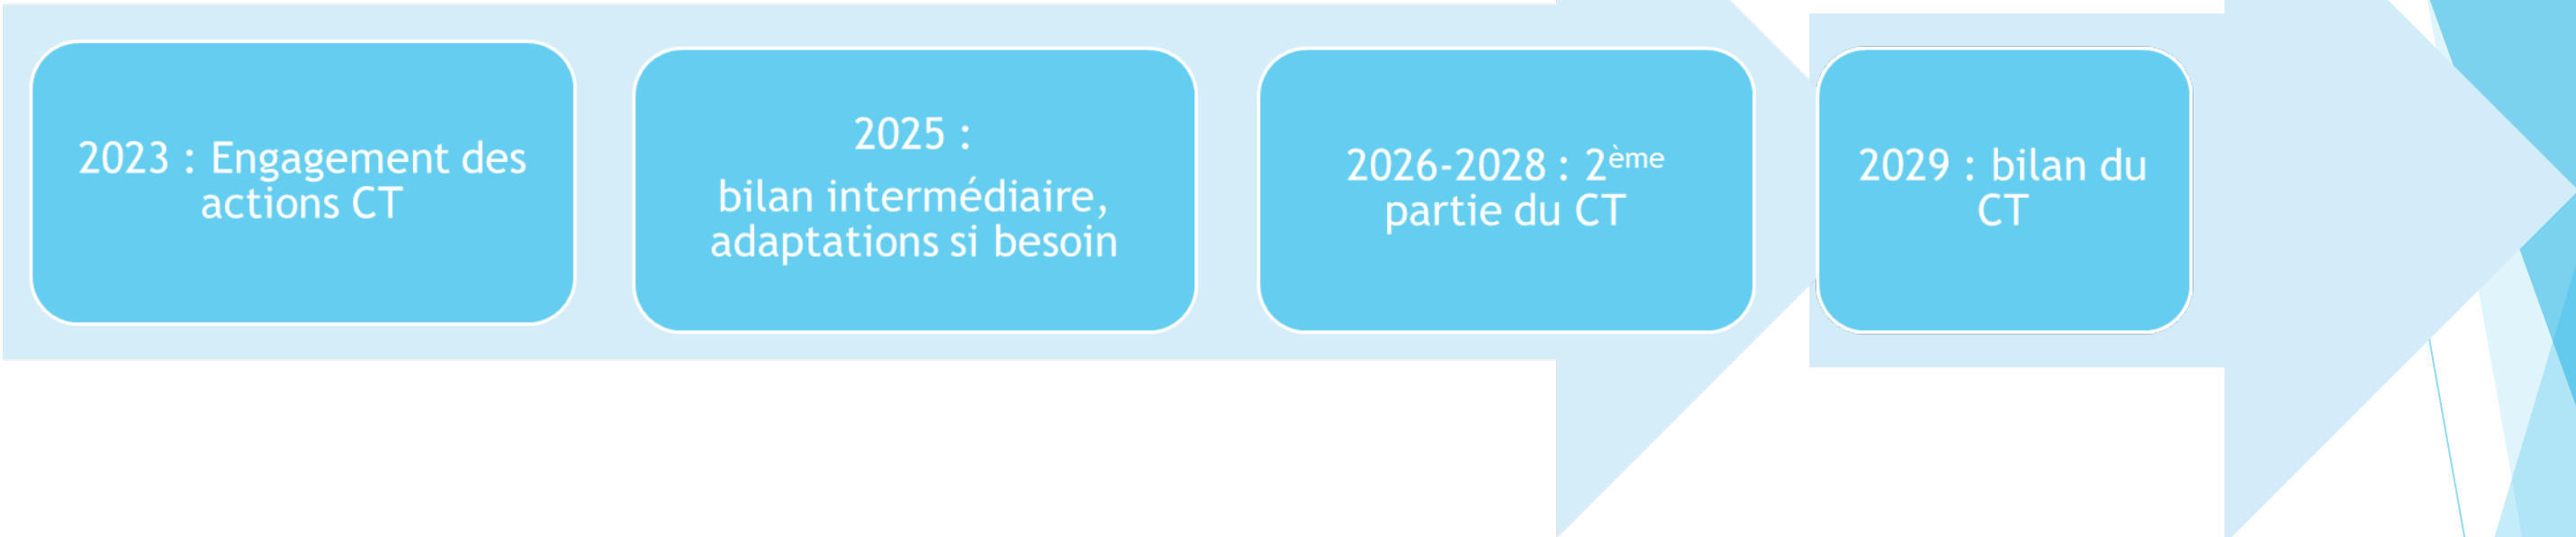 2023 : Engagement des
actions CT
2025 :
bilan intermédiaire,
adaptations si besoin
2026-2028 : 2ème
partie du CT
2029 : bilan du
CT